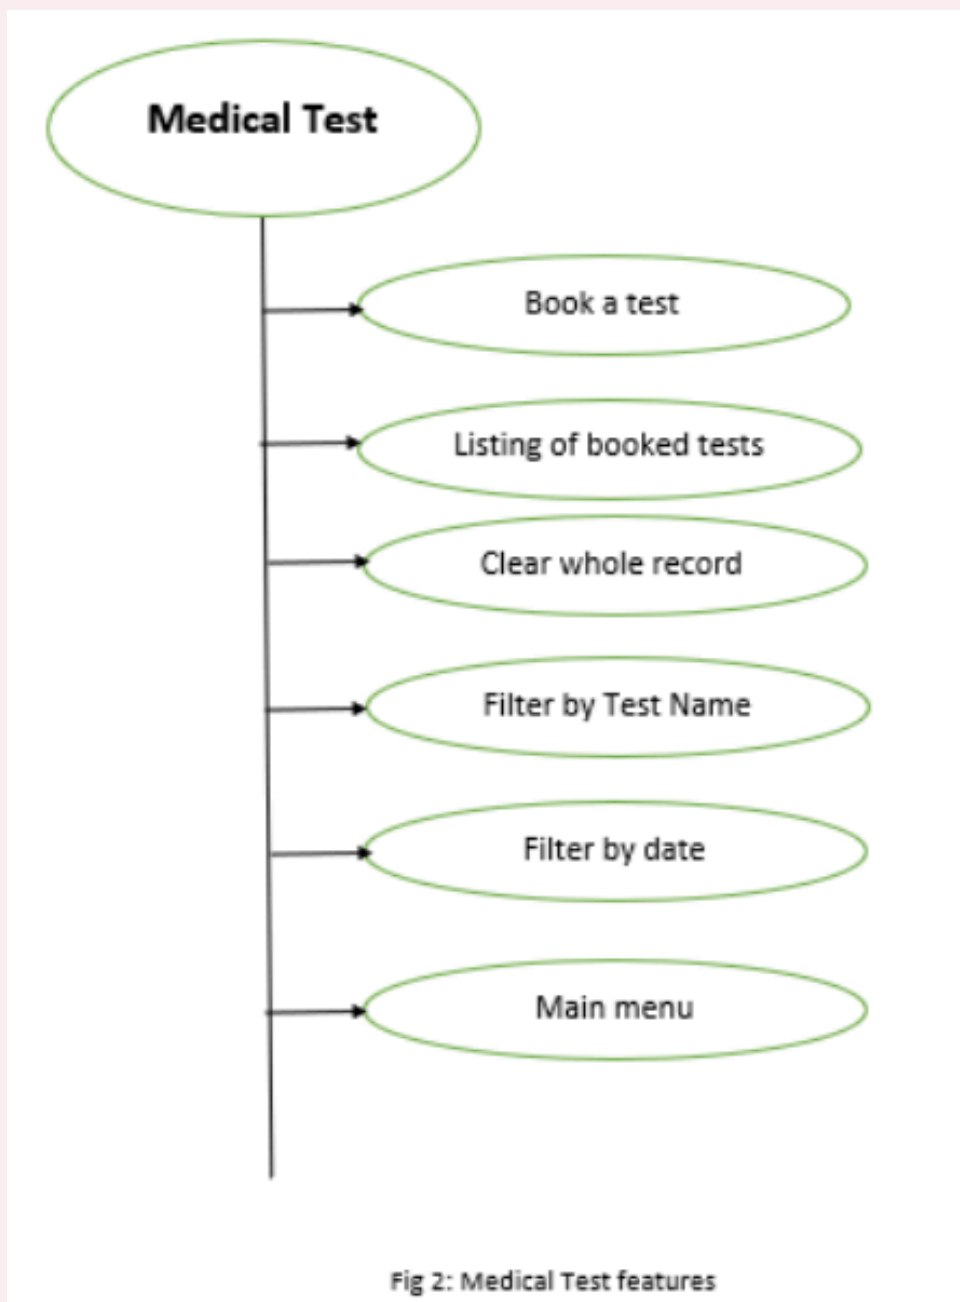 Medical Test
Book a test
Listing of booked tests
Clear whole record
Filter by Test Name
Filter by date
Main menu
Fig 2: Medical Test features